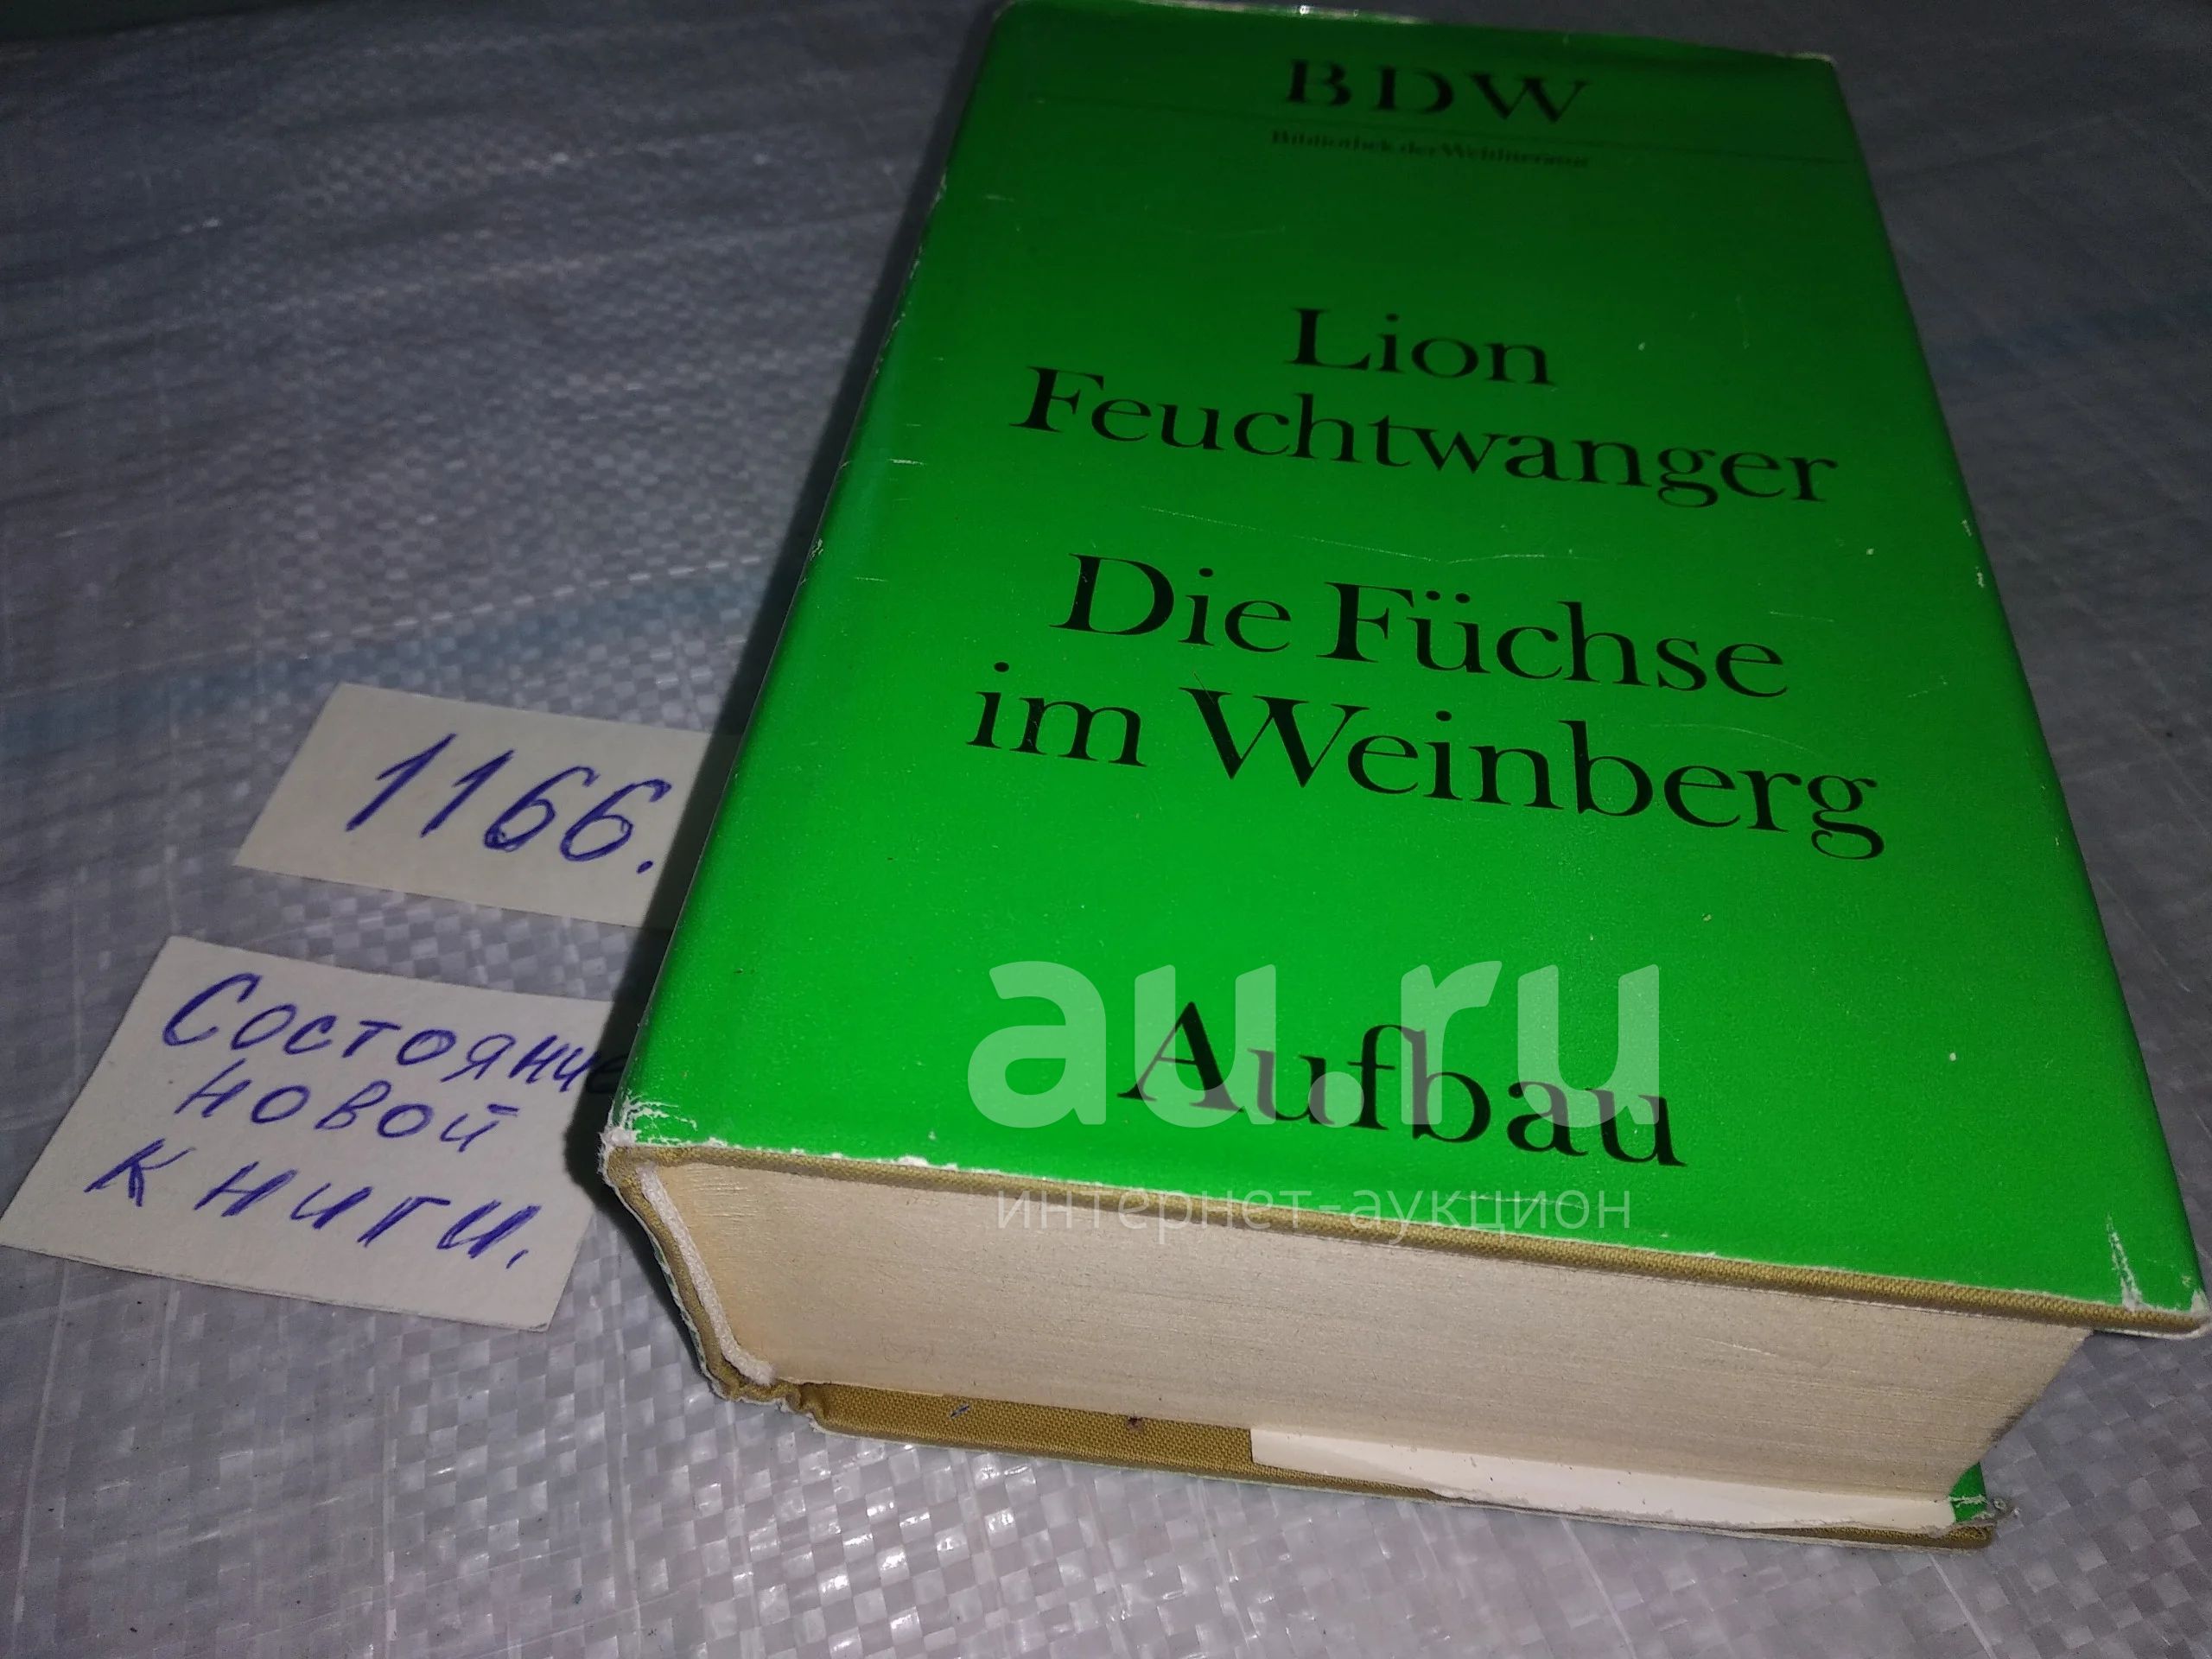 BDW
Bibliothek der Weltliteratur
Lion
Feuchtwanger
Die Füchse
im Weinberg
Aufbau
1166.
Состояние
новой
книги.
au.ru
интернет-аукцион